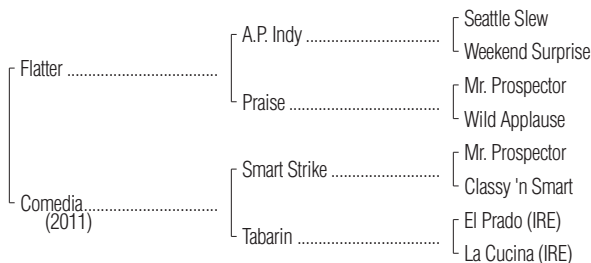 Seattle Slew
A.P. Indy ................................
Weekend Surprise
Flatter .....................................
Mr. Prospector
Praise .....................................
Wild Applause
Mr. Prospector
Smart Strike ..........................
Classy 'n Smart
Comedia.................................
(2011)
El Prado (IRE)
Tabarin ..................................
La Cucina (IRE)